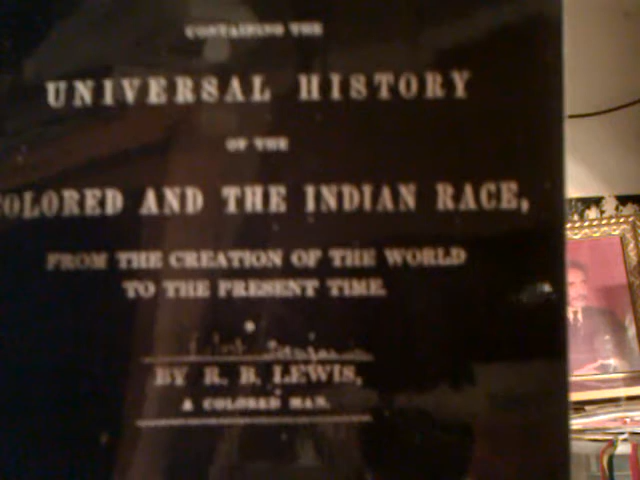 CONTAINING THE
UNIVERSAL HISTORY
OF THE
COLORED AND THE INDIAN RACE,
FROM THE CREATION OF THE WORLD
TO THE PRESENT TIME.
BY R. B. LEWIS,
A COLORED MAN.